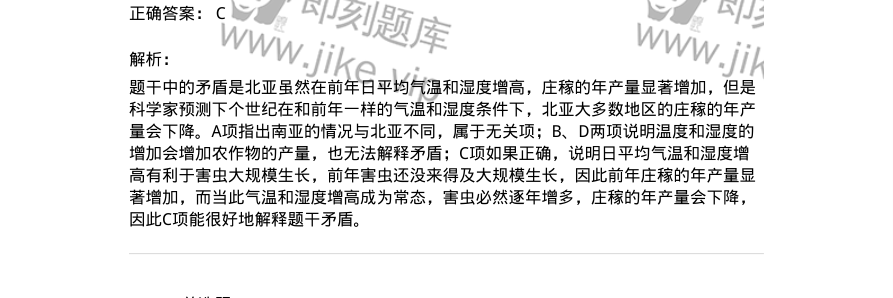 正确答案： C
即刻题库
www.jike.vip
www.ji
解析：
题干中的矛盾是北亚虽然在前年日平均气温和湿度增高，庄稼的年产量显著增加，但是
科学家预测下个世纪在和前年一样的气温和湿度条件下，北亚大多数地区的庄稼的年产
量会下降。A项指出南亚的情况与北亚不同，属于无关项；B、D两项说明温度和湿度的
增加会增加农作物的产量，也无法解释矛盾；C项如果正确，说明日平均气温和湿度增
高有利于害虫大规模生长，前年害虫还没来得及大规模生长，因此前年庄稼的年产量显
著增加，而当此气温和湿度增高成为常态，害虫必然逐年增多，庄稼的年产量会下降，
因此C项能很好地解释题干矛盾。